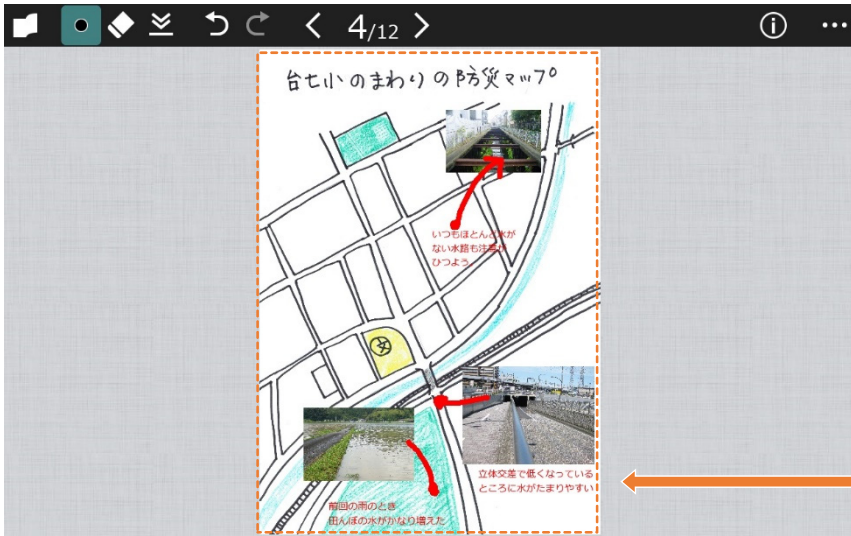 4/12
台七小のまわりの防災マップ
いつもほとんど水が
ない水路も注意が
ひつよう。
文
立体交差で低くなっている
ところに水がたまりやすい
前回の雨のとき
田んぼの水がかなり増えた